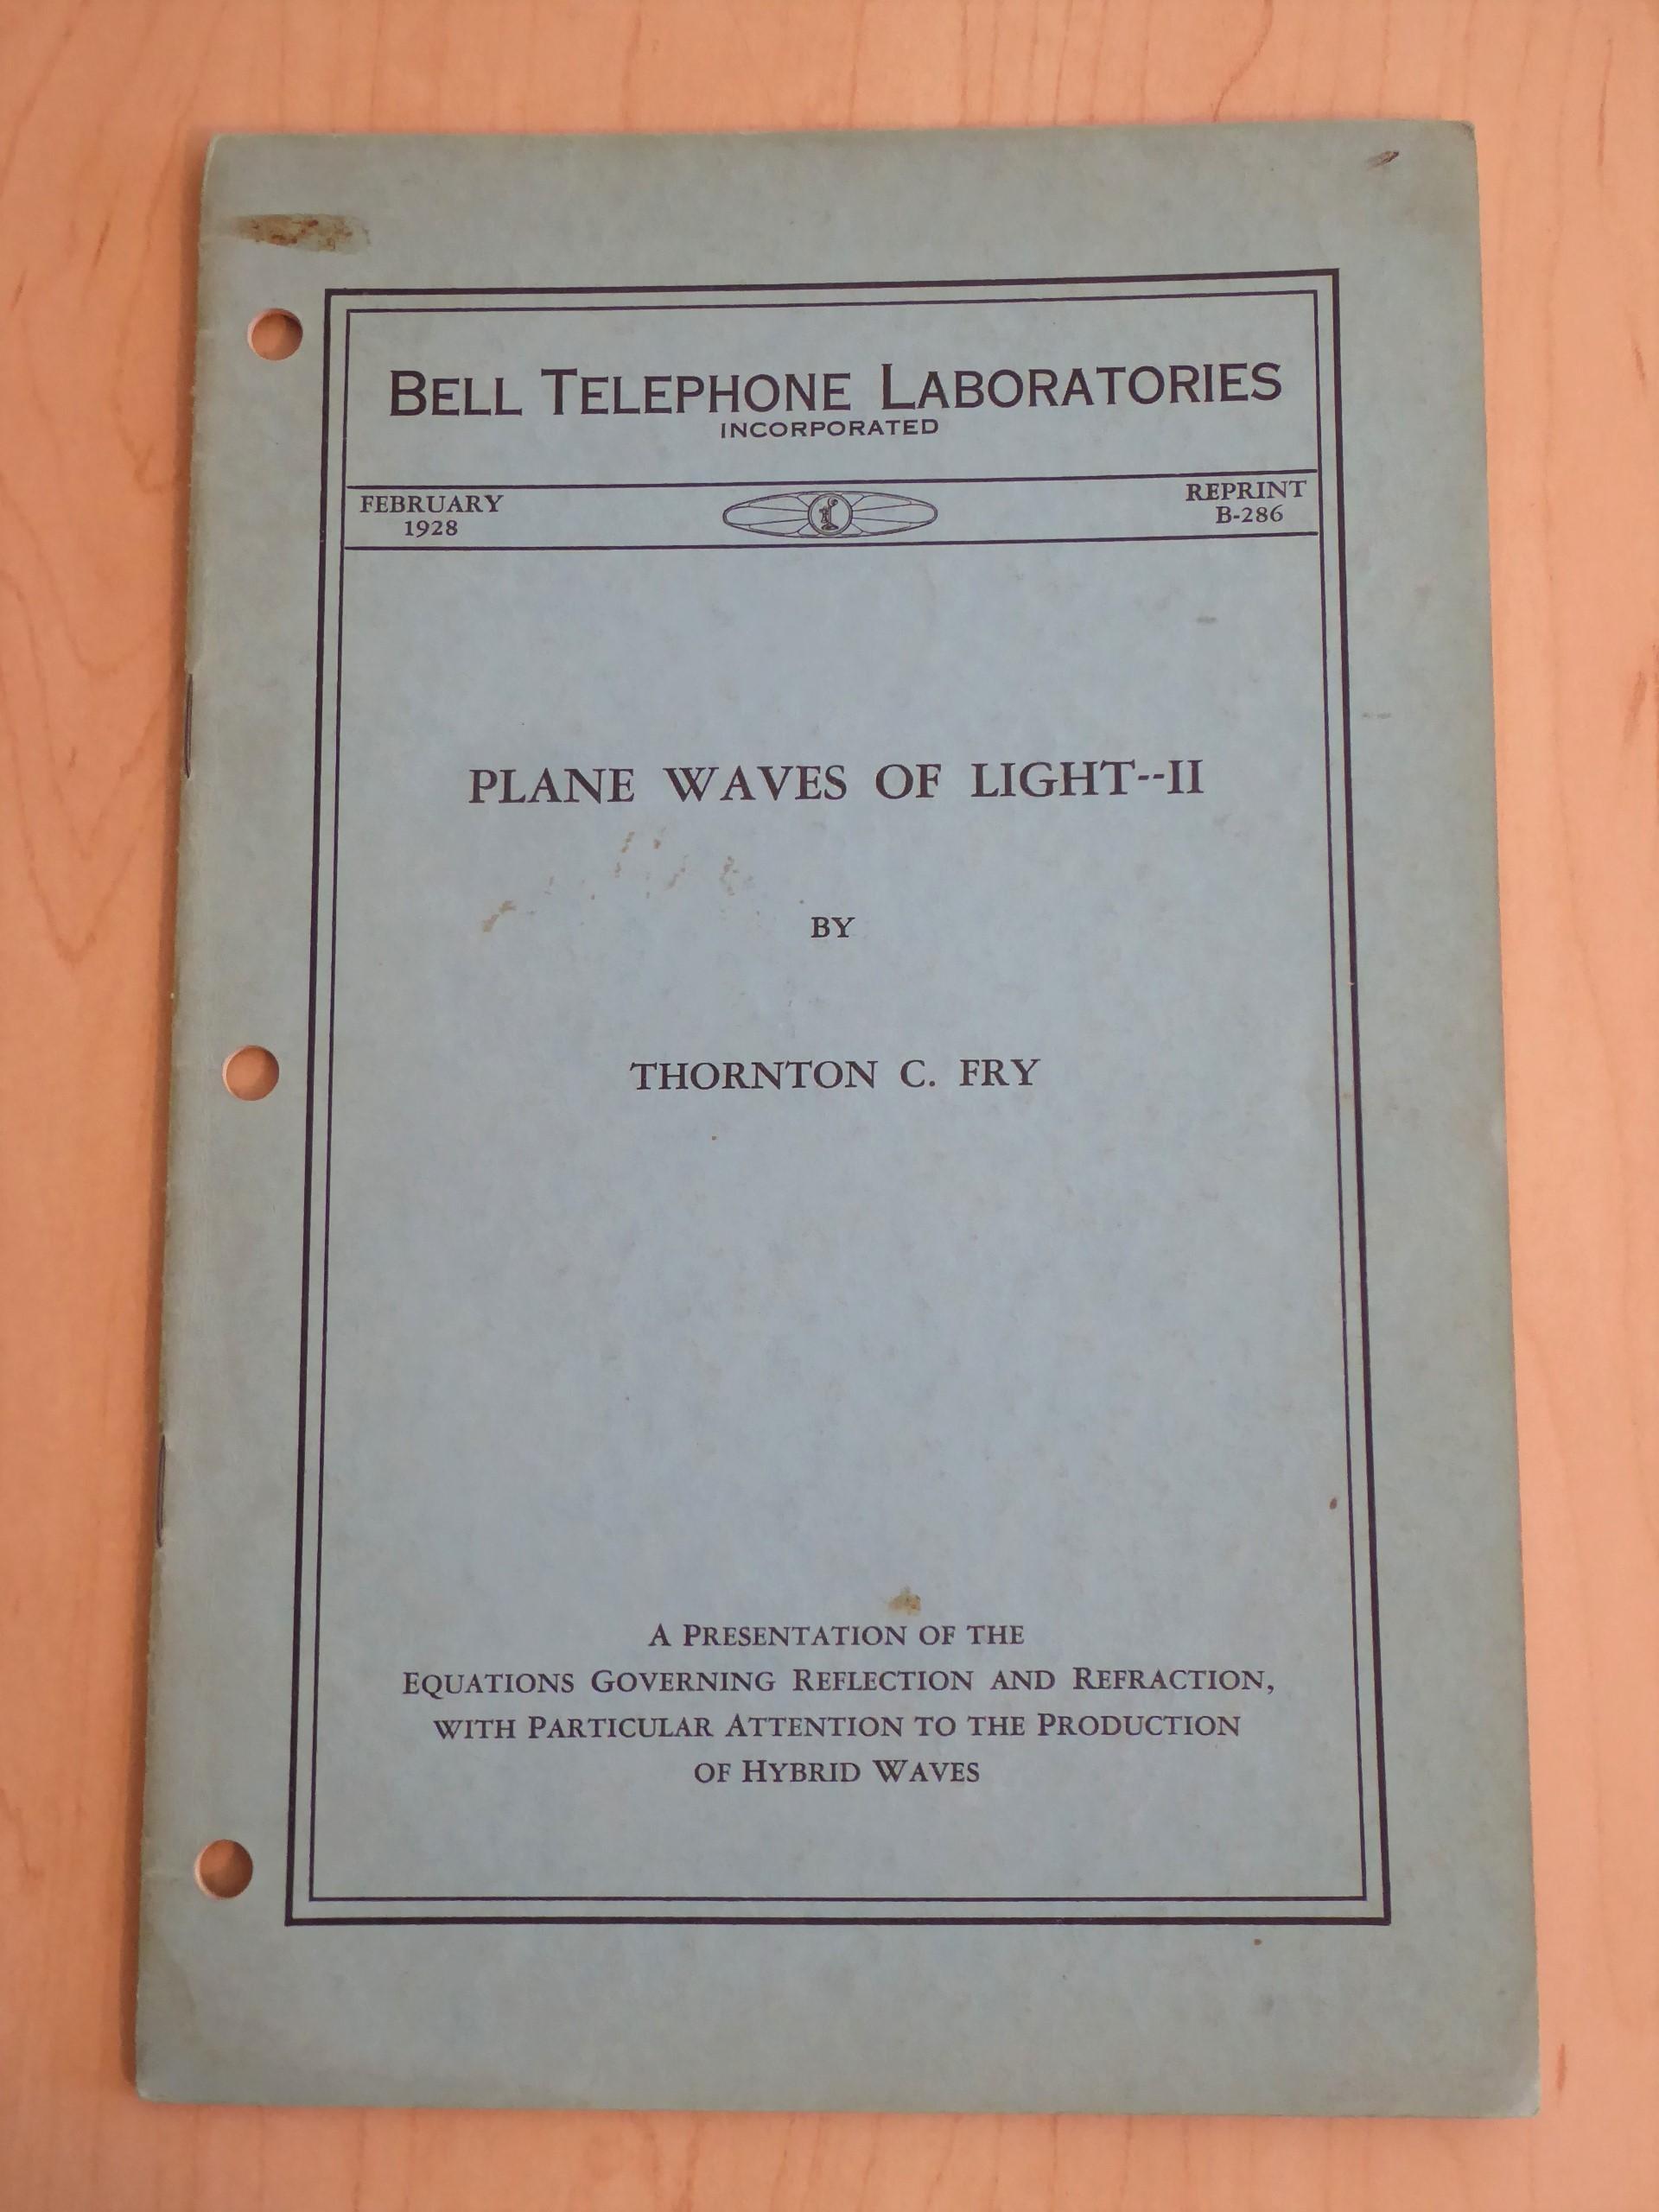 BELL TELEPHONE LABORATORIES
INCORPORATED
FEBRUARY
1928
REPRINT
B-286
PLANE WAVES OF LIGHT--II
BY
THORNTON C. FRY
A PRESENTATION OF THE
EQUATIONS GOVERNING REFLECTION AND REFRACTION,
WITH PARTICULAR ATTENTION TO THE PRODUCTION
OF HYBRID WAVES